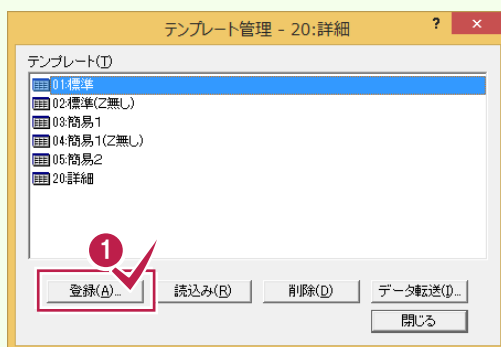 テンプレート管理 - 20:詳細
? ×
テンプレート(T)
01:標準
02:標準(Z無し)
03:簡易1
04:簡易1(Z無し)
05:簡易2
20:詳細
1
登録(A)... 読込み(R) 削除(D) データ転送(I)...
閉じる